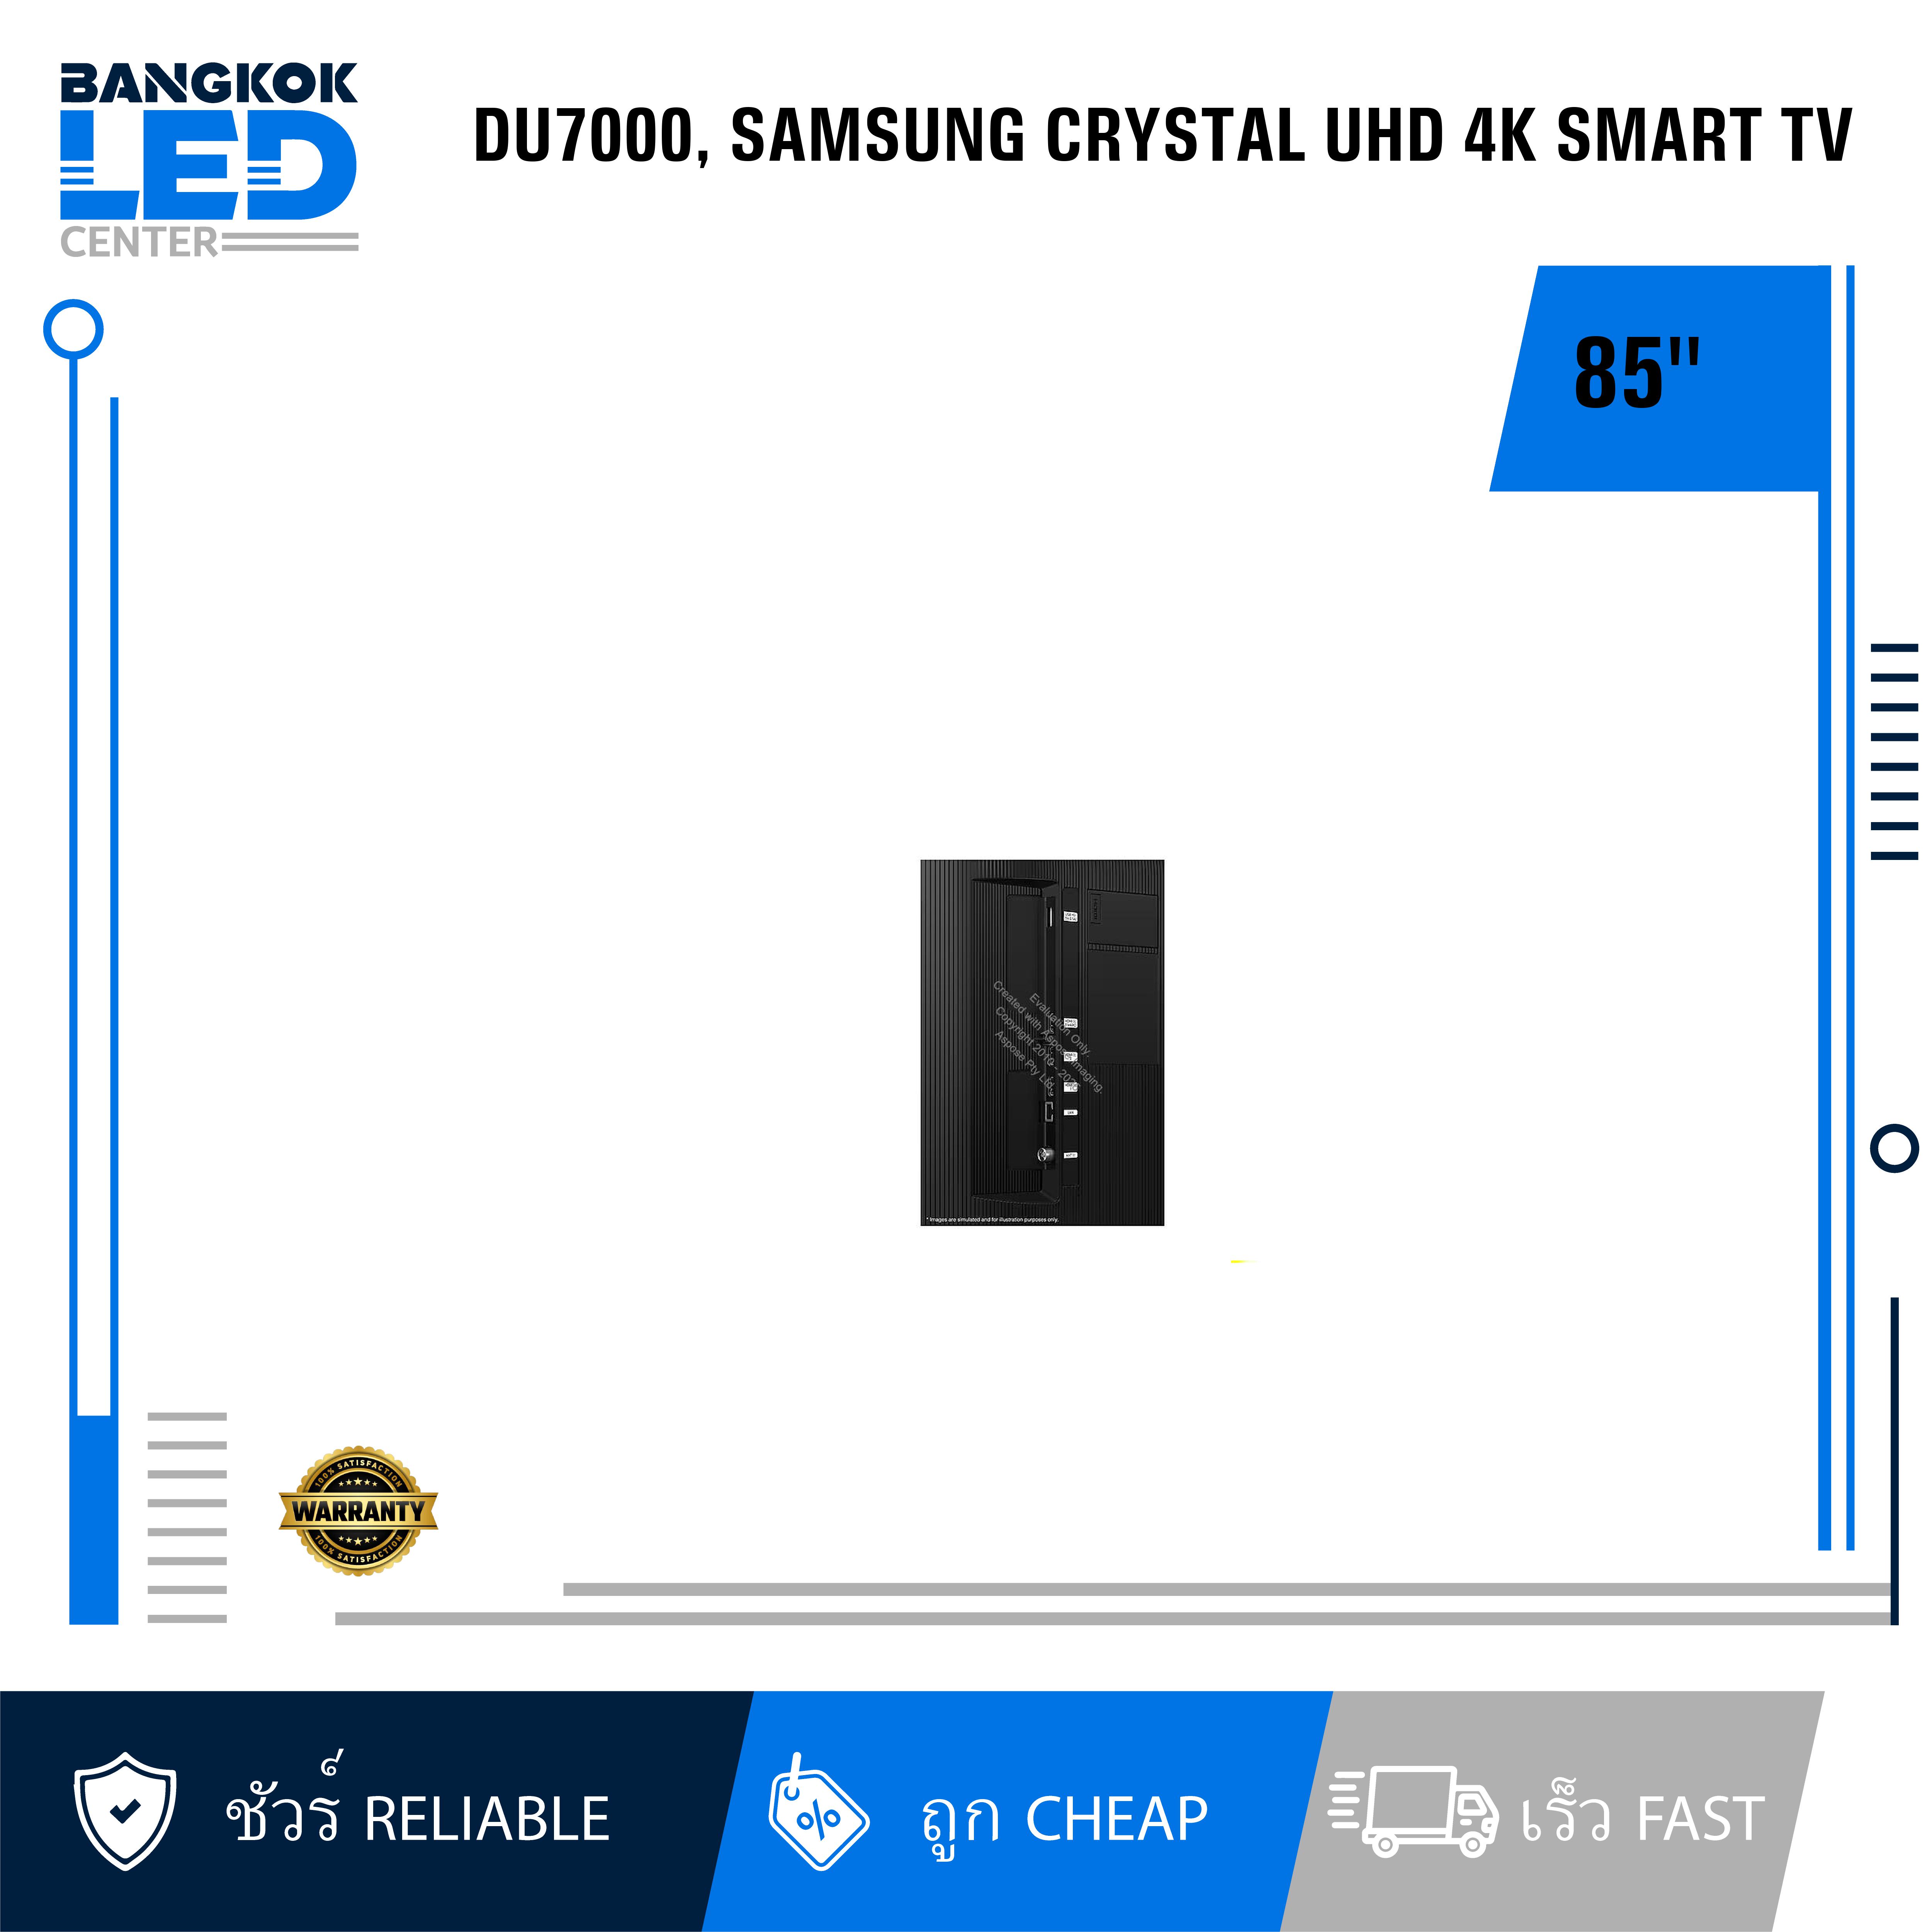 BANGKOK
LED
CENTER
DU7000, SAMSUNG CRYSTAL UHD 4K SMART TV
85"
Evaluation Only.
Created with Aspose.Imaging.
Copyright 2010 -
Aspose Pty Ltd.
* Images are simulated and for illustration purposes only.
100% SATISFACTION
WARRANTY
100% SATISFACTION
ชัวร์ RELIABLE
ถูก CHEAP
เร็ว FAST